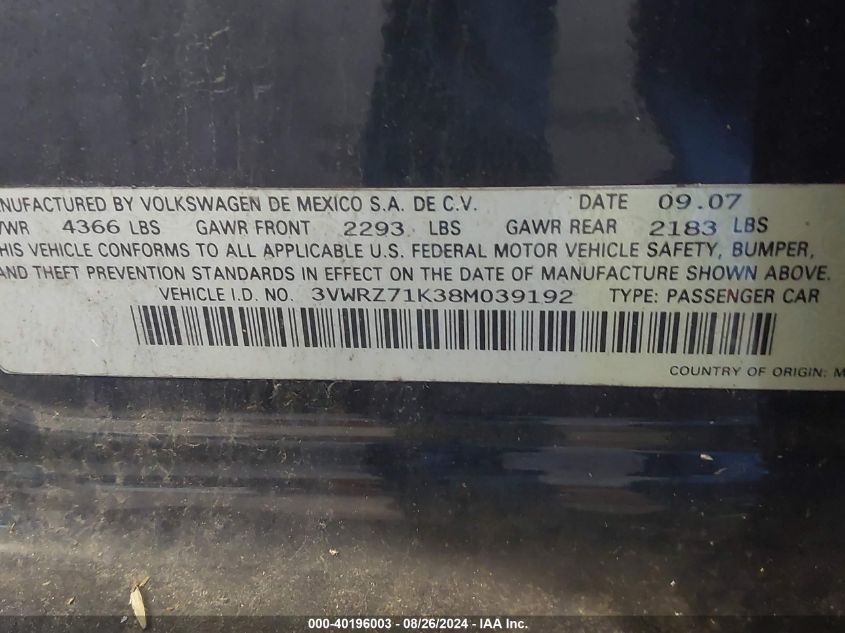 NUFACTURED BY VOLKSWAGEN DE MEXICO S.A. DE C.V. DATE 09.07
VWR 4366 LBS GAWR FRONT 2293 LBS GAWR REAR 2183 LBS
HIS VEHICLE CONFORMS TO ALL APPLICABLE U.S. FEDERAL MOTOR VEHICLE SAFETY, BUMPER,
AND THEFT PREVENTION STANDARDS IN EFFECT ON THE DATE OF MANUFACTURE SHOWN ABOVE.
VEHICLE I.D. NO. 3VWRZ71K38M039192 TYPE: PASSENGER CAR
COUNTRY OF ORIGIN: M
000-40196003 - 08/26/2024 - IAA Inc.